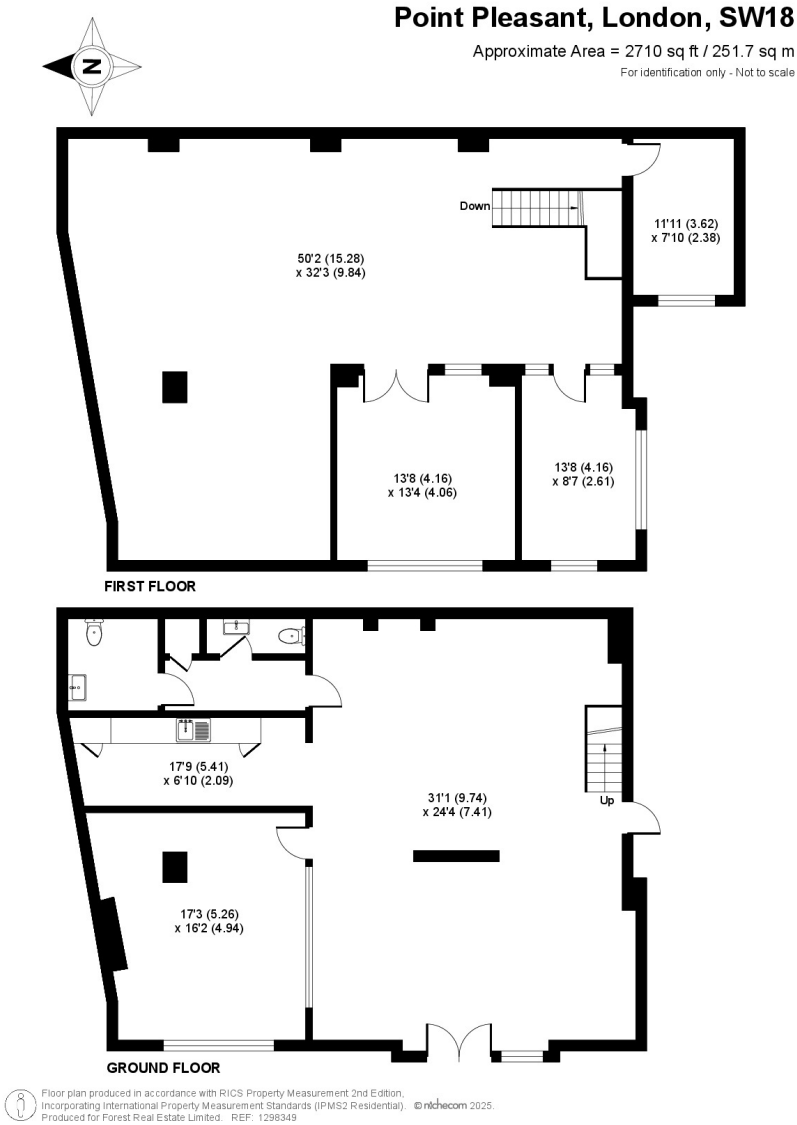 Point Pleasant, London, SW18
Approximate Area = 2710 sq ft / 251.7 sq m
For identification only - Not to scale
N
Down
11'11 (3.62)
x 7'10 (2.38)
50'2 (15.28)
x 32'3 (9.84)
13'8 (4.16)
x 13'4 (4.06)
13'8 (4.16)
x 8'7 (2.61)
FIRST FLOOR
17'9 (5.41)
x 6'10 (2.09)
31'1 (9.74)
x 24'4 (7.41)
Up
17'3 (5.26)
x 16'2 (4.94)
GROUND FLOOR
Floor plan produced in accordance with RICS Property Measurement 2nd Edition,
Incorporating International Property Measurement Standards (IPMS2 Residential). © nichecom 2025.
Produced for Forest Real Estate Limited. REF: 1298349